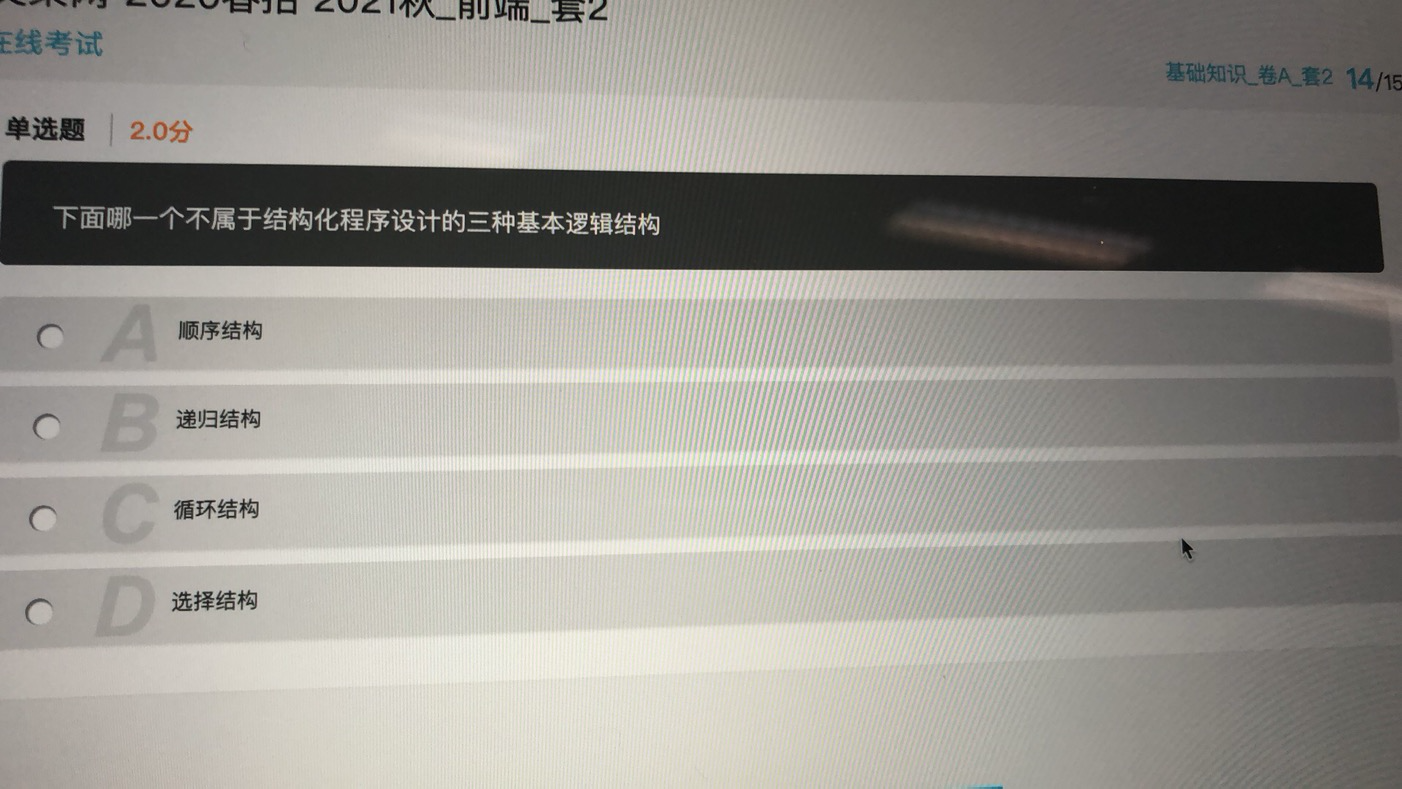 2020春招 2021秋_前端_套2
在线考试
基础知识_卷A_套2 14/15
单选题 2.0分
下面哪一个不属于结构化程序设计的三种基本逻辑结构
A 顺序结构
B 递归结构
C 循环结构
D 选择结构